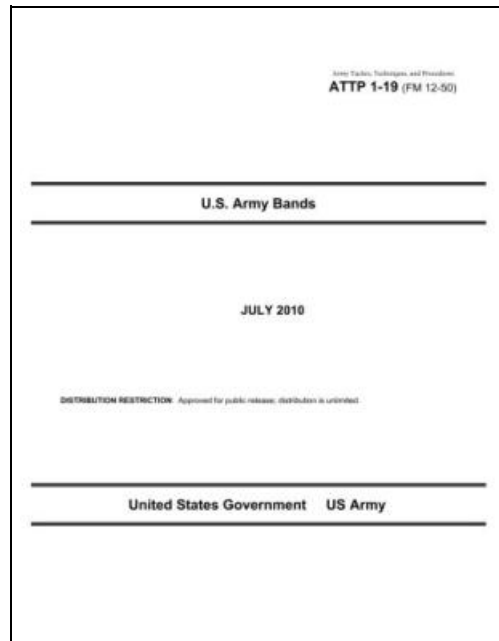 Army Tactics, Techniques, and Procedures
ATTP 1-19 (FM 12-50)
U.S. Army Bands
JULY 2010
DISTRIBUTION RESTRICTION: Approved for public release; distribution is unlimited.
United States Government US Army